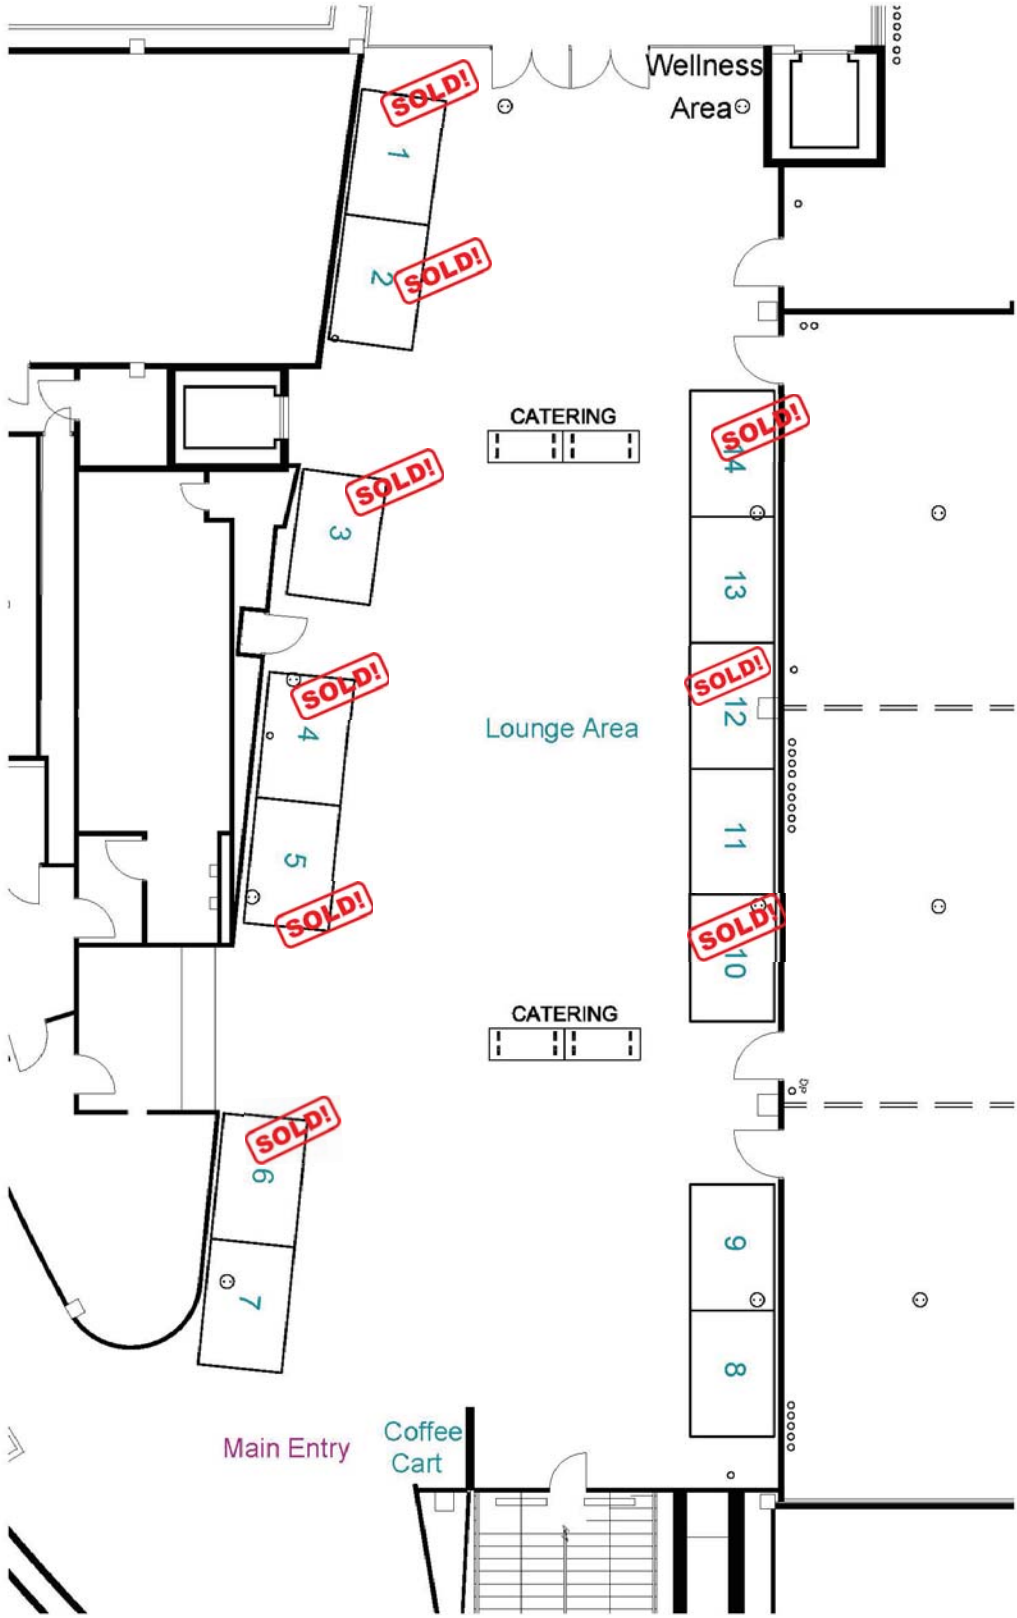 SOLD!
Wellness
Area
1
SOLD!
2
CATERING
SOLD!
14
SOLD!
3
13
SOLD!
12
SOLD!
4
Lounge Area
11
5
SOLD!
SOLD!
10
CATERING
DP
SOLD!
6
9
7
8
Main Entry
Coffee
Cart